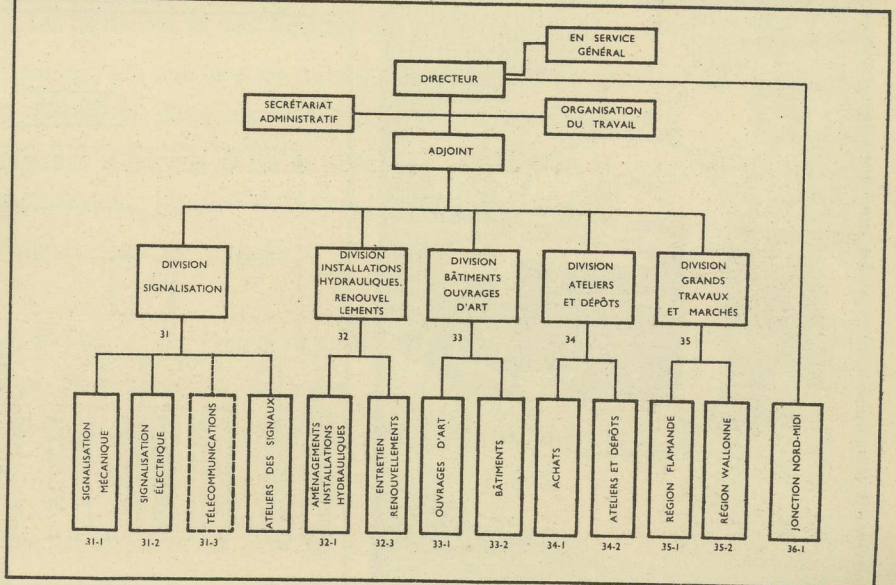 EN SERVICE
GÉNÉRAL
DIRECTEUR
SECRÉTARIAT
ADMINISTRATIF
ORGANISATION
DU TRAVAIL
ADJOINT
DIVISION
SIGNALISATION
31
DIVISION
INSTALLATIONS
HYDRAULIQUES.
RENOUVEL
LEMENTS
32
DIVISION
BÂTIMENTS
OUVRAGES
D'ART
33
DIVISION
ATELIERS
ET DÉPÔTS
34
DIVISION
GRANDS
TRAVAUX
ET MARCHÉS
35
SIGNALISATION
MÉCANIQUE
31-1
SIGNALISATION
ÉLECTRIQUE
31-2
TÉLÉCOMMUNICATIONS
31-3
ATELIERS DES SIGNAUX
AMÉNAGEMENTS
INSTALLATIONS
HYDRAULIQUES
32-1
ENTRETIEN
RENOUVELLEMENTS
32-3
OUVRAGES D'ART
33-1
BÂTIMENTS
33-2
ACHATS
34-1
ATELIERS ET DÉPÔTS
34-2
RÉGION FLAMANDE
35-1
RÉGION WALLONNE
35-2
JONCTION NORD-MIDI
36-1